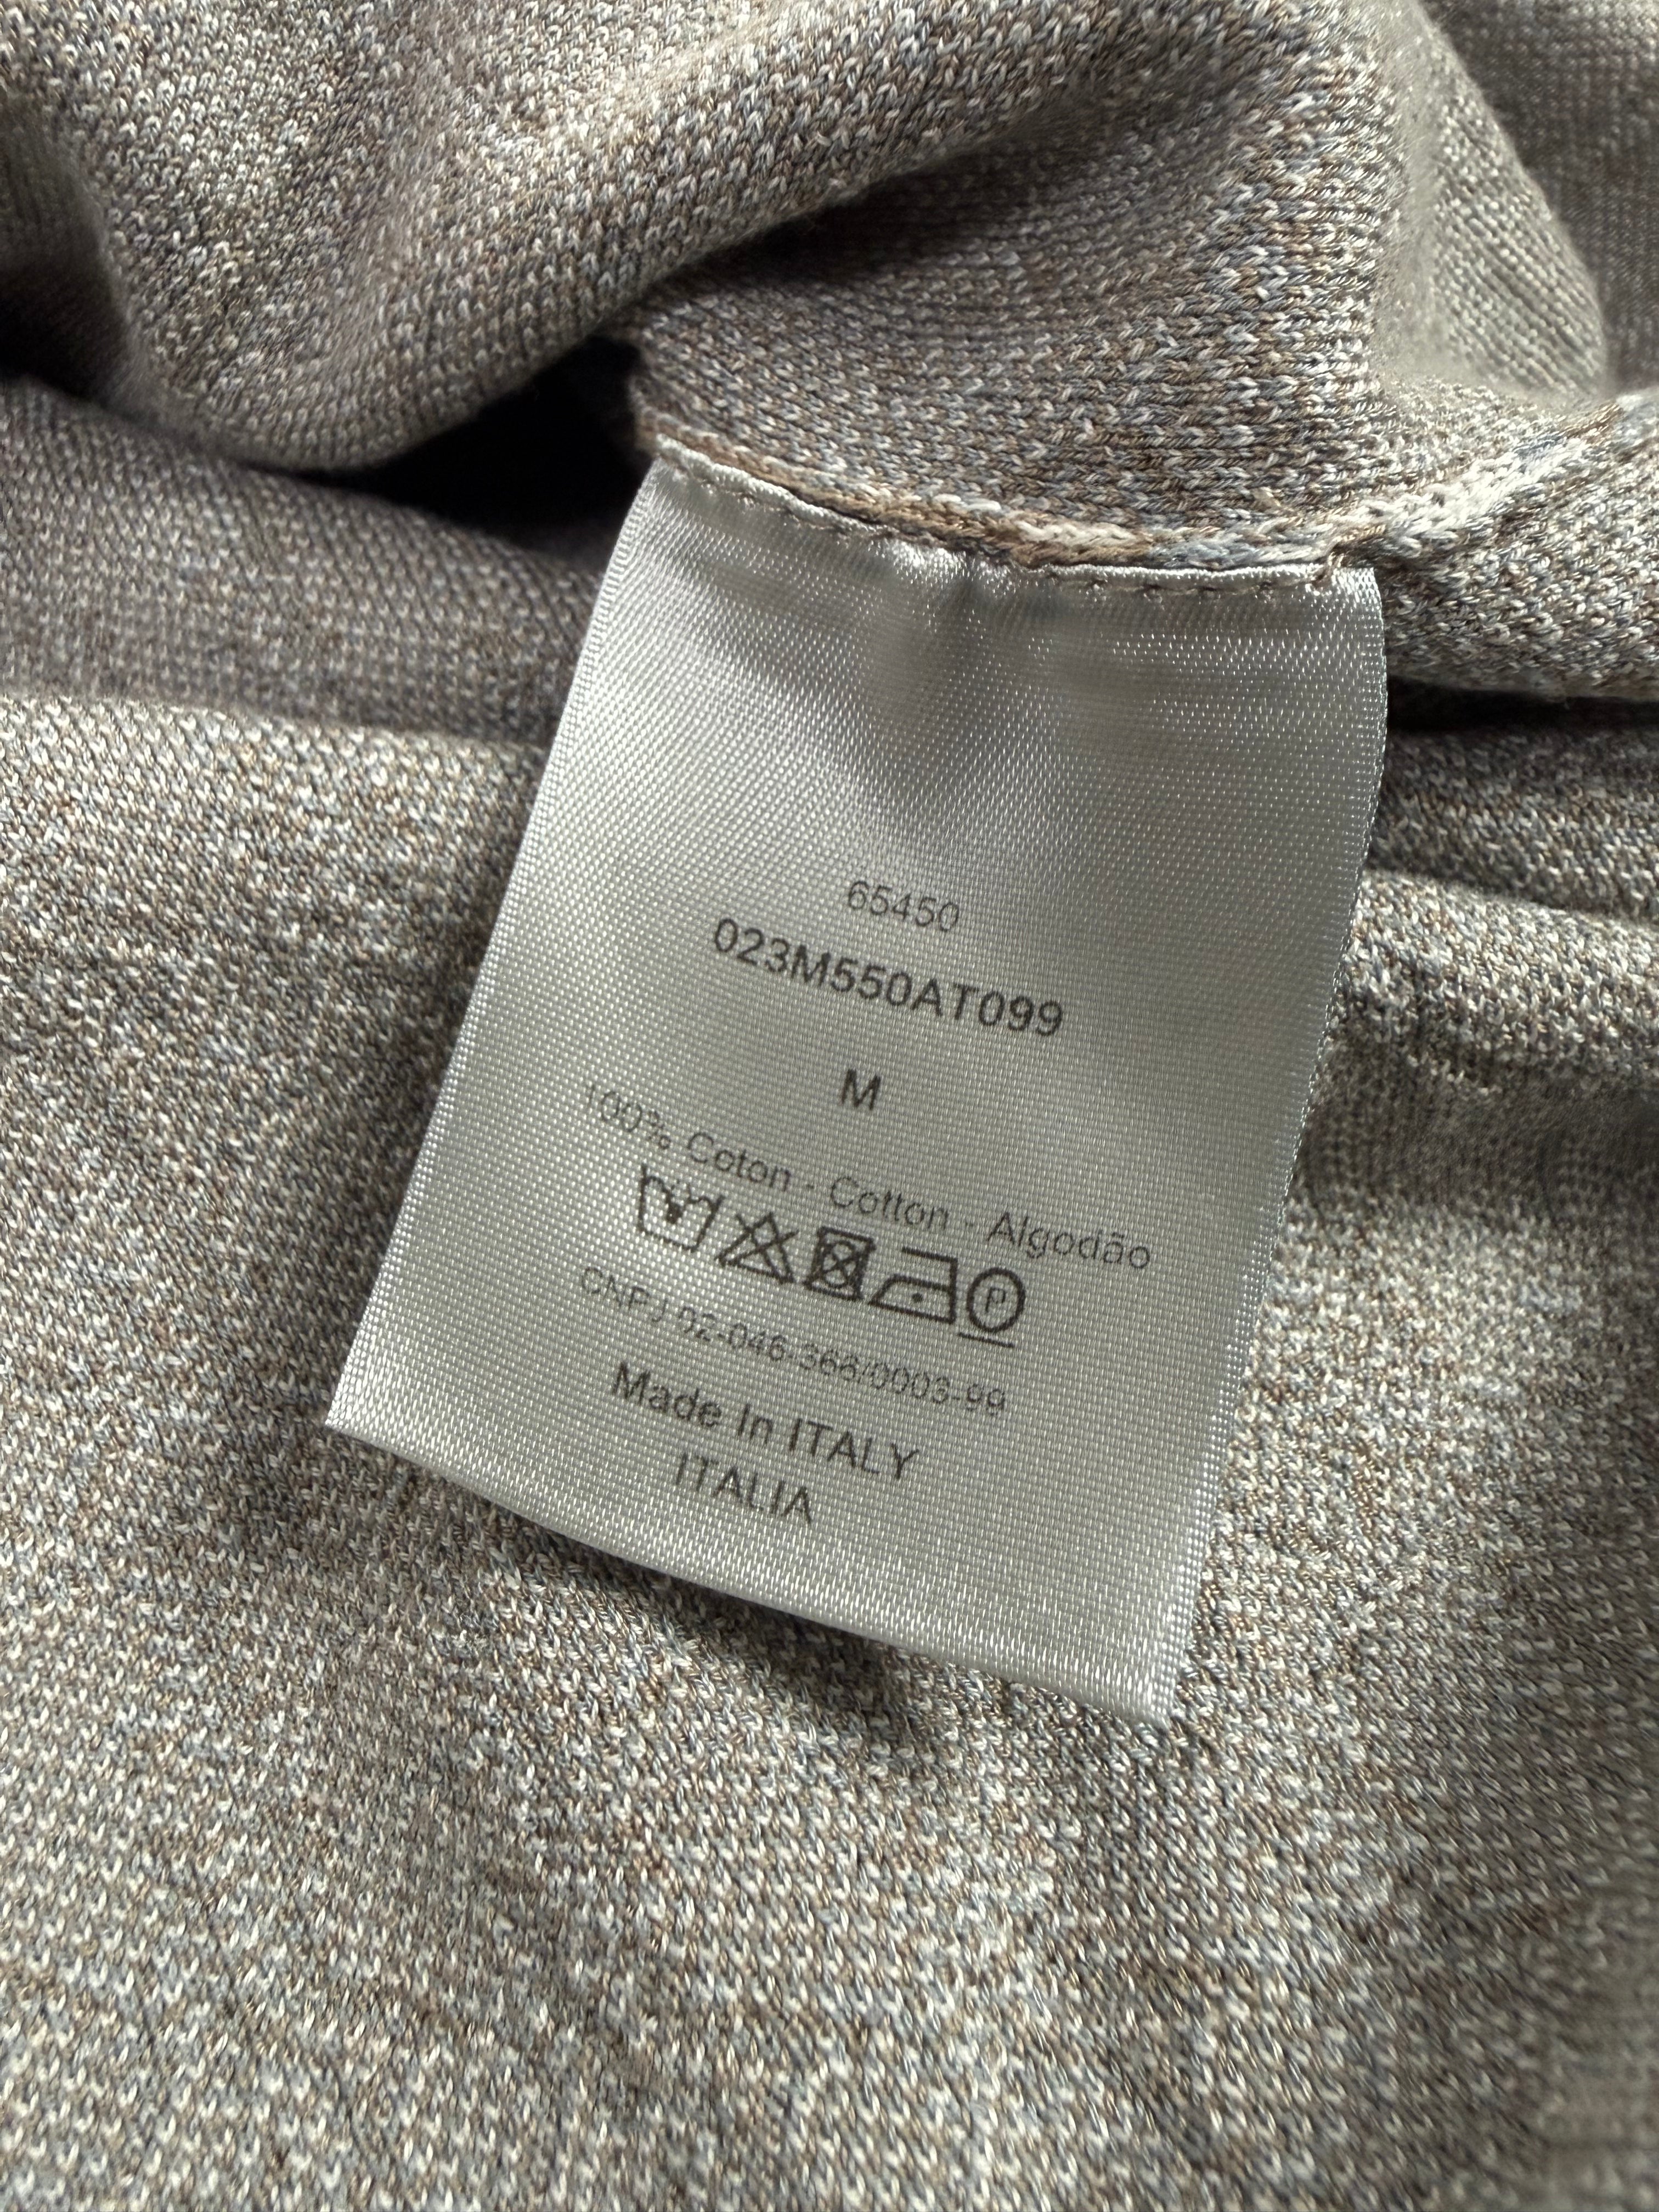 65450
023M550AT099
M
100% Coton - Cotton - Algodão
P
CNPJ 02-046-366/0003-99
Made In ITALY
ITALIA